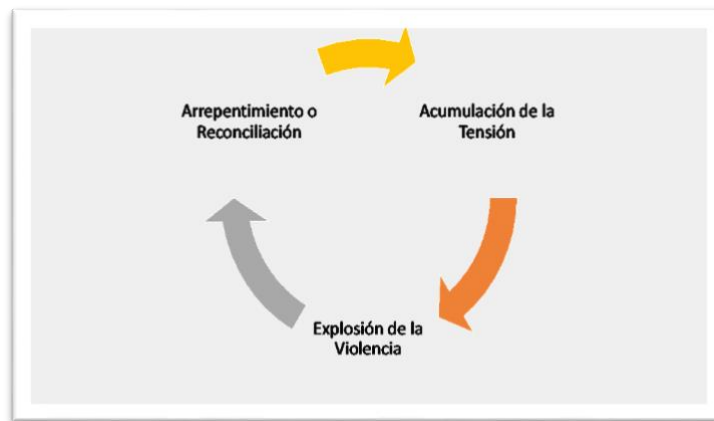 Arrepentimiento o
Reconciliación
Acumulación de la
Tensión
Explosión de la
Violencia